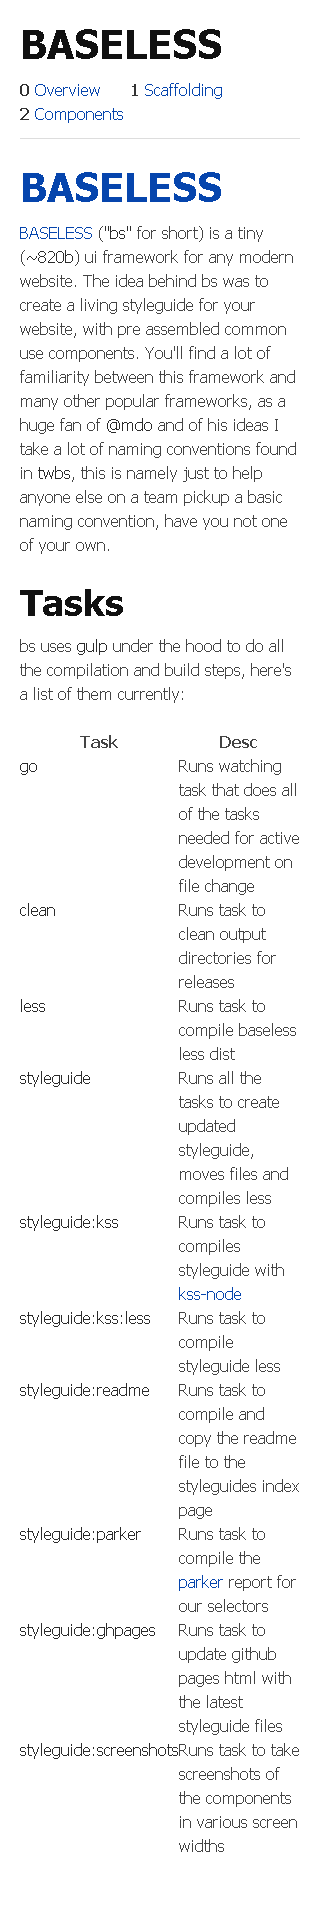 BASELESS
0 Overview 1 Scaffolding
2 Components
BASELESS
BASELESS ("bs" for short) is a tiny
(~820b) ui framework for any modern
website. The idea behind bs was to
create a living styleguide for your
website, with pre assembled common
use components. You'll find a lot of
familiarity between this framework and
many other popular frameworks, as a
huge fan of @mdo and of his ideas I
take a lot of naming conventions found
in twbs, this is namely just to help
anyone else on a team pickup a basic
naming convention, have you not one
of your own.
Tasks
bs uses gulp under the hood to do all
the compilation and build steps, here's
a list of them currently:
Task Desc
go Runs watching
task that does all
of the tasks
needed for active
development on
file change
clean Runs task to
clean output
directories for
releases
less Runs task to
compile baseless
less dist
styleguide Runs all the
tasks to create
updated
styleguide,
moves files and
compiles less
styleguide:kss Runs task to
compiles
styleguide with
kss-node
styleguide:kss:less Runs task to
compile
styleguide less
styleguide:readme Runs task to
compile and
copy the readme
file to the
styleguides index
page
styleguide:parker Runs task to
compile the
parker report for
our selectors
styleguide:ghpages Runs task to
update github
pages html with
the latest
styleguide files
styleguide:screenshots Runs task to take
screenshots of
the components
in various screen
widths